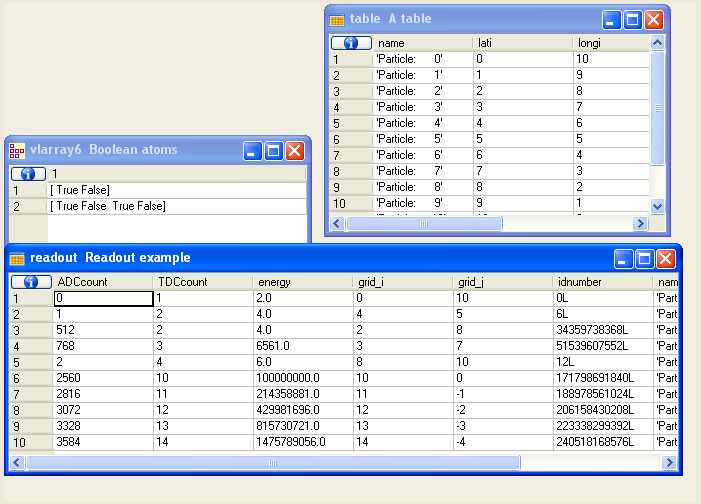 table A table
name lati longi
1 'Particle: 0' 0 10
2 'Particle: 1' 1 9
3 'Particle: 2' 2 8
4 'Particle: 3' 3 7
5 'Particle: 4' 4 6
6 'Particle: 5' 5 5
7 'Particle: 6' 6 4
8 'Particle: 7' 7 3
9 'Particle: 8' 8 2
10 'Particle: 9' 9 1
vlarray6 Boolean atoms
1
1 [ True False]
2 [ True False True False]
readout Readout example
ADCcount TDCcount energy grid_i grid_j idnumber nam
1 0 1 2.0 0 10 0L 'Part
2 1 2 4.0 4 5 6L 'Part
3 512 2 4.0 2 8 34359738368L 'Part
4 768 3 6561.0 3 7 51539607552L 'Part
5 2 4 6.0 8 10 12L 'Part
6 2560 10 100000000.0 10 0 171798691840L 'Part
7 2816 11 214358881.0 11 -1 188978561024L 'Part
8 3072 12 429981696.0 12 -2 206158430208L 'Part
9 3328 13 815730721.0 13 -3 223338299392L 'Part
10 3584 14 1475789056.0 14 -4 240518168576L 'Part